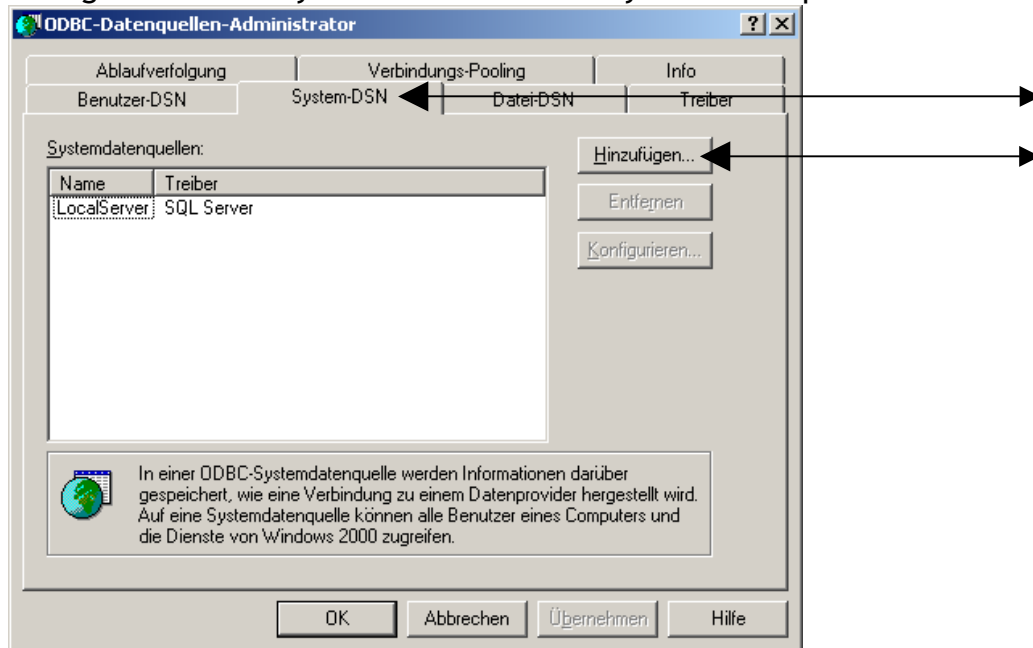 ODBC-Datenquellen-Administrator
Ablaufverfolgung Verbindungs-Pooling Info
Benutzer-DSN System-DSN Datei-DSN Treiber
Systemdatenquellen:
Hinzufügen...
Name Treiber
LocalServer SQL Server
Entfernen
Konfigurieren...
In einer ODBC-Systemdatenquelle werden Informationen darüber
gespeichert, wie eine Verbindung zu einem Datenprovider hergestellt wird.
Auf eine Systemdatenquelle können alle Benutzer eines Computers und
die Dienste von Windows 2000 zugreifen.
OK Abbrechen Übernehmen Hilfe